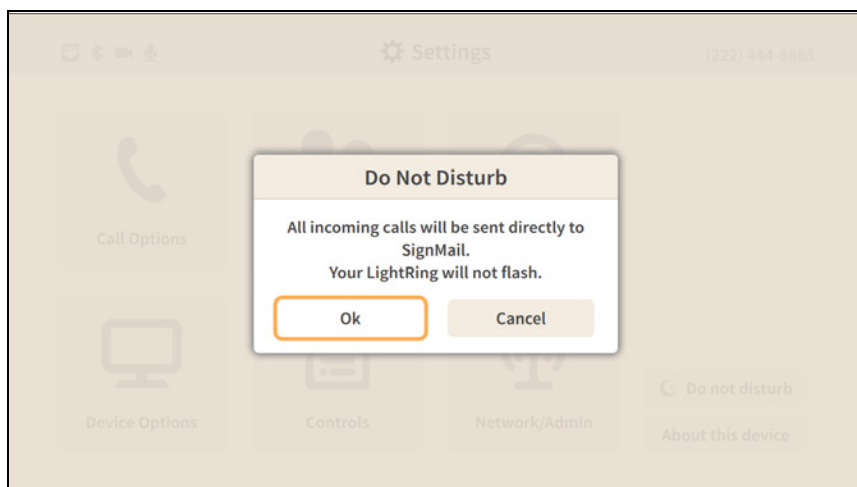 Settings
(222) 444-8888
Call Options
Do Not Disturb
All incoming calls will be sent directly to
SignMail.
Your LightRing will not flash.
Ok
Cancel
Do not disturb
Device Options
Controls
Network/Admin
About this device